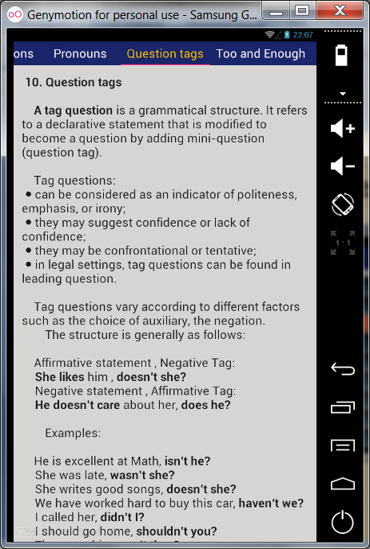 Genymotion for personal use - Samsung G...
22:07
ons Pronouns Question tags Too and Enough
10. Question tags
A tag question is a grammatical structure. It refers
to a declarative statement that is modified to
become a question by adding mini-question
(question tag).
Tag questions:
● can be considered as an indicator of politeness,
emphasis, or irony;
● they may suggest confidence or lack of
confidence;
● they may be confrontational or tentative;
● in legal settings, tag questions can be found in
leading question.
Tag questions vary according to different factors
such as the choice of auxiliary, the negation.
The structure is generally as follows:
Affirmative statement , Negative Tag:
She likes him , doesn't she?
Negative statement , Affirmative Tag:
He doesn't care about her, does he?
Examples:
He is excellent at Math, isn't he?
She was late, wasn't she?
She writes good songs, doesn't she?
We have worked hard to buy this car, haven't we?
I called her, didn't I?
I should go home, shouldn't you?
1:1